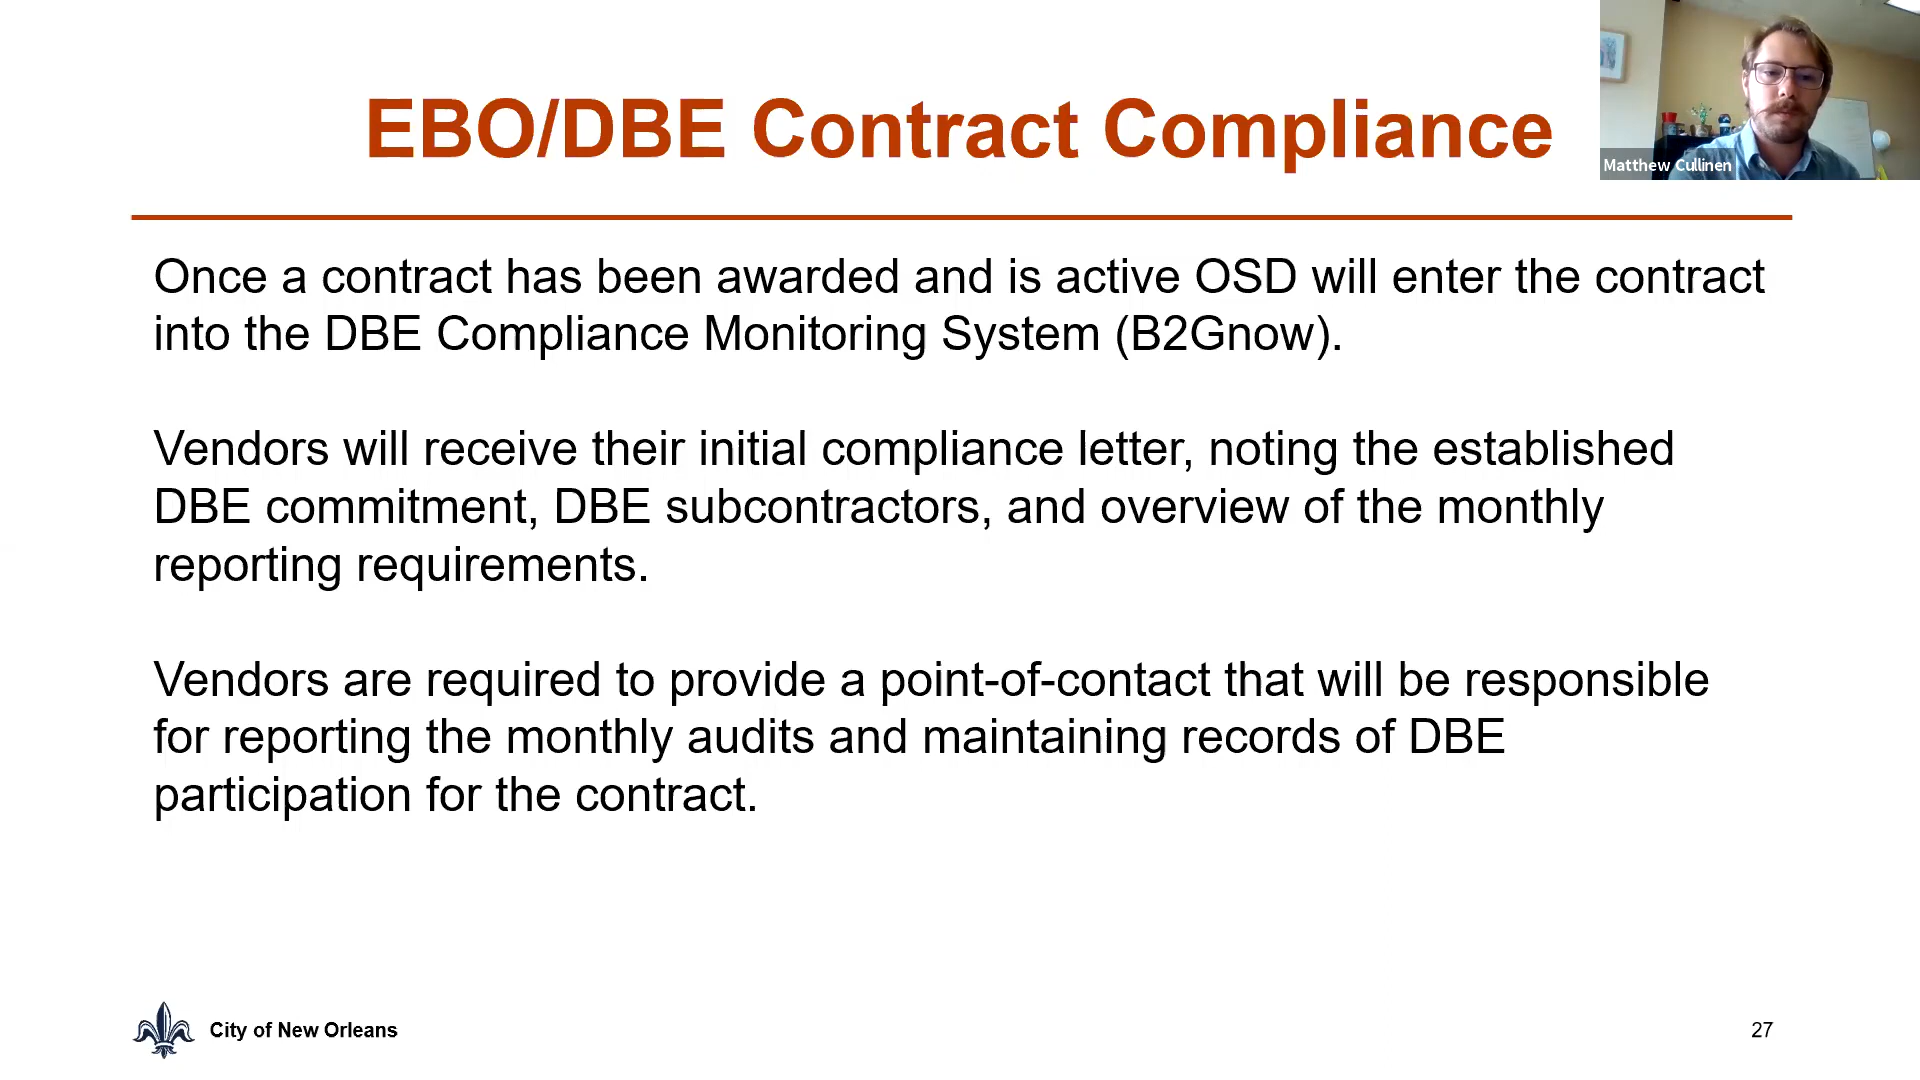 EBO/DBE Contract Compliance
Matthew Cullinen
Once a contract has been awarded and is active OSD will enter the contract
into the DBE Compliance Monitoring System (B2Gnow).
Vendors will receive their initial compliance letter, noting the established
DBE commitment, DBE subcontractors, and overview of the monthly
reporting requirements.
Vendors are required to provide a point-of-contact that will be responsible
for reporting the monthly audits and maintaining records of DBE
participation for the contract.
City of New Orleans
27